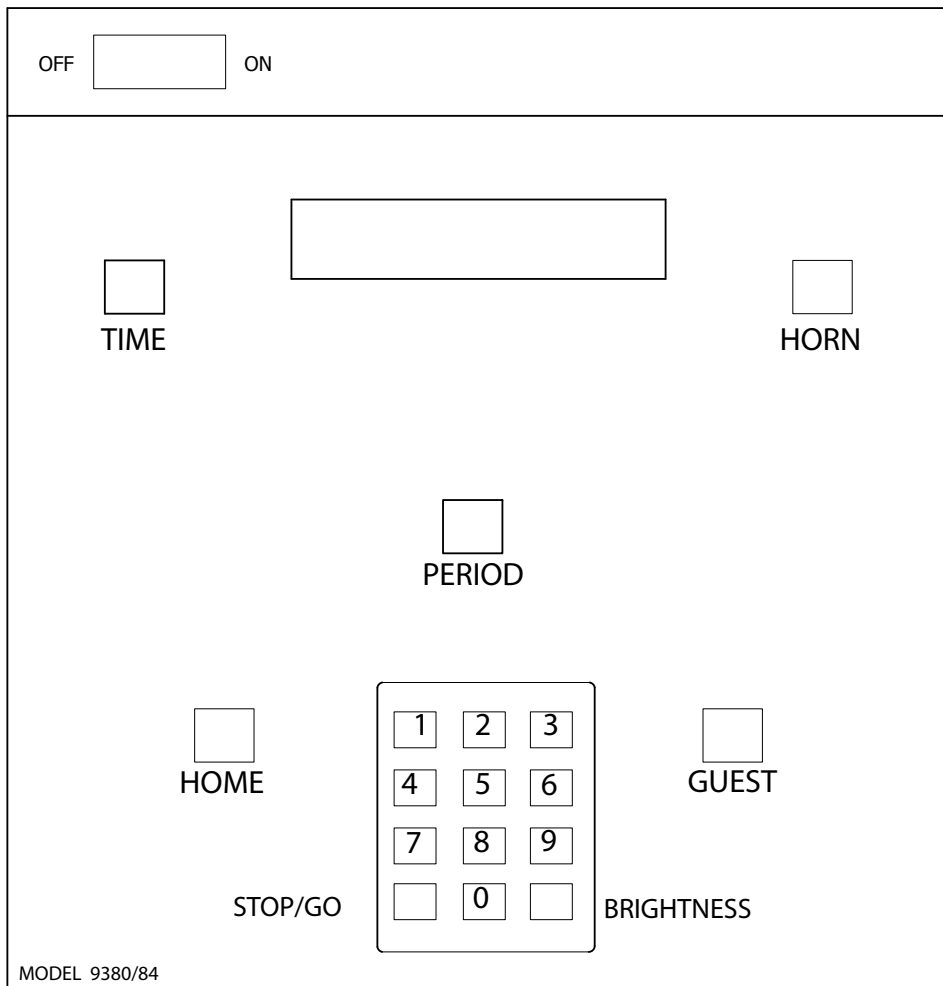 OFF ON
TIME
HORN
PERIOD
HOME
GUEST
1 2 3
4 5 6
7 8 9
0
STOP/GO
BRIGHTNESS
MODEL 9380/84